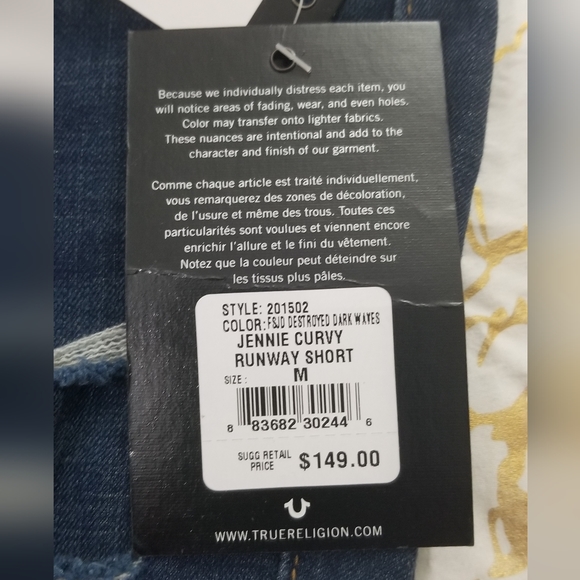 Because we individually distress each item, you
will notice areas of fading, wear, and even holes.
Color may transfer onto lighter fabrics.
These nuances are intentional and add to the
character and finish of our garment.
Comme chaque article est traité individuellement,
vous remarquerez des zones de décoloration,
de l'usure et même des trous. Toutes ces
particularités sont voulues et viennent encore
enrichir l'allure et le fini du vêtement.
Notez que la couleur peut déteindre sur
les tissus plus pâles.
STYLE: 201502
COLOR: FSJD DESTROYED DARK WAVES
JENNIE CURVY
RUNWAY SHORT
SIZE: M
8 83682 30244 6
SUGG RETAIL
PRICE $149.00
WWW.TRUERELIGION.COM